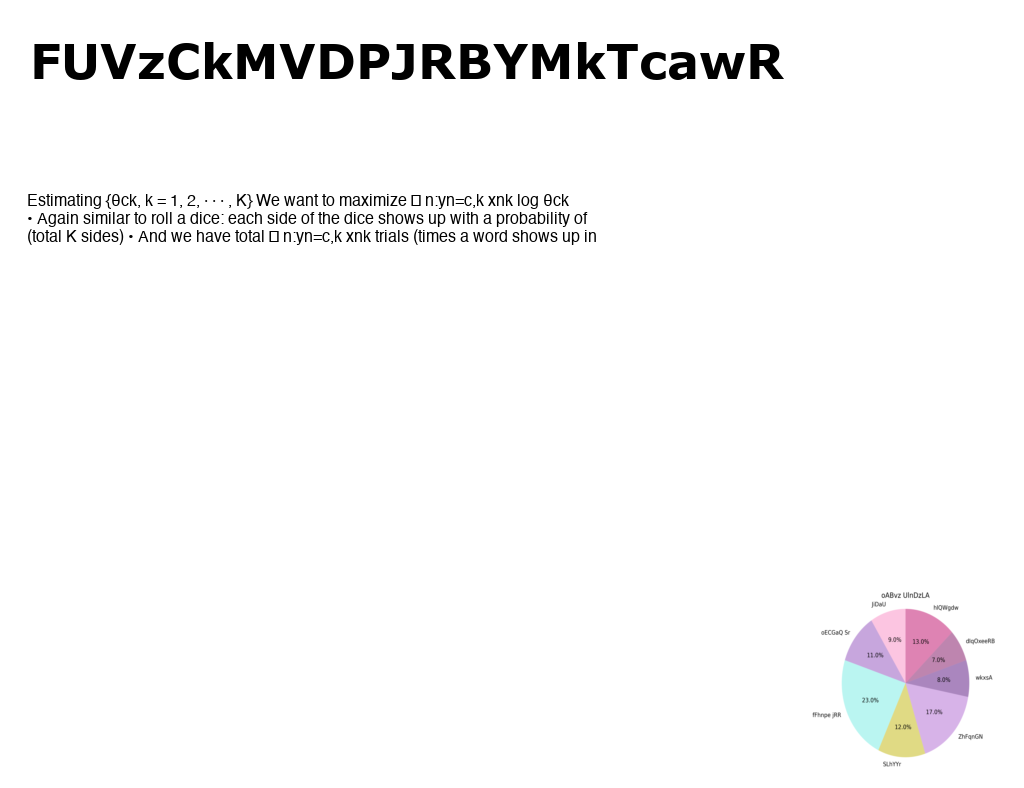 FUVzCkMVDPJRBYMkTcawR
Estimating {θck, k = 1, 2, · · · , K} We want to maximize □ n:yn=c,k xnk log θck
• Again similar to roll a dice: each side of the dice shows up with a probability of
(total K sides) • And we have total □ n:yn=c,k xnk trials (times a word shows up in
oABvz UlnDzLA
JiDaU
hlQWgdw
oECGaQ Sr
dlqOxeeRB
9.0%
13.0%
11.0%
7.0%
wkxsA
8.0%
23.0%
17.0%
fFhnpe JRR
12.0%
ZhFqnGN